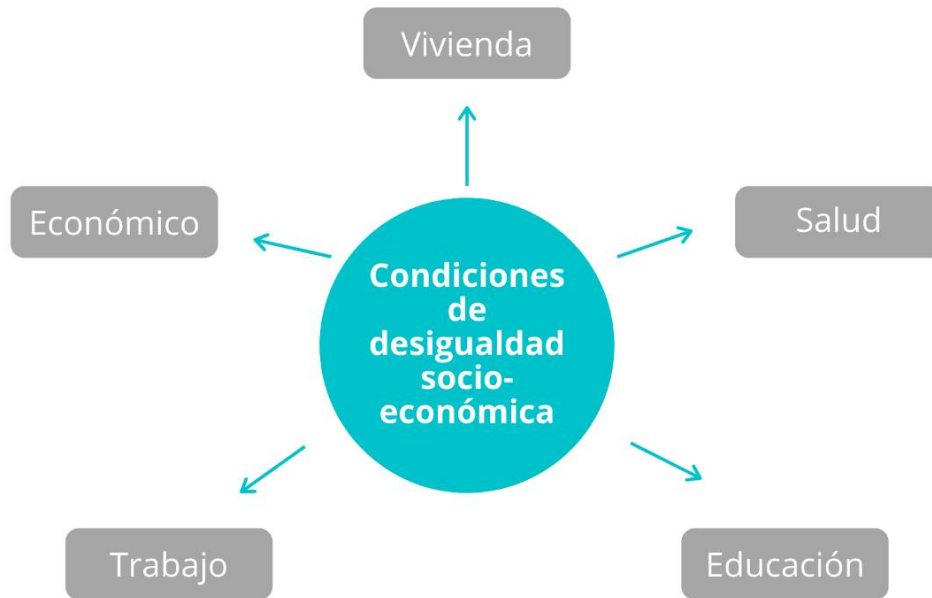 Vivienda
Económico
Salud
Condiciones
de
desigualdad
socio-
económica
Trabajo
Educación